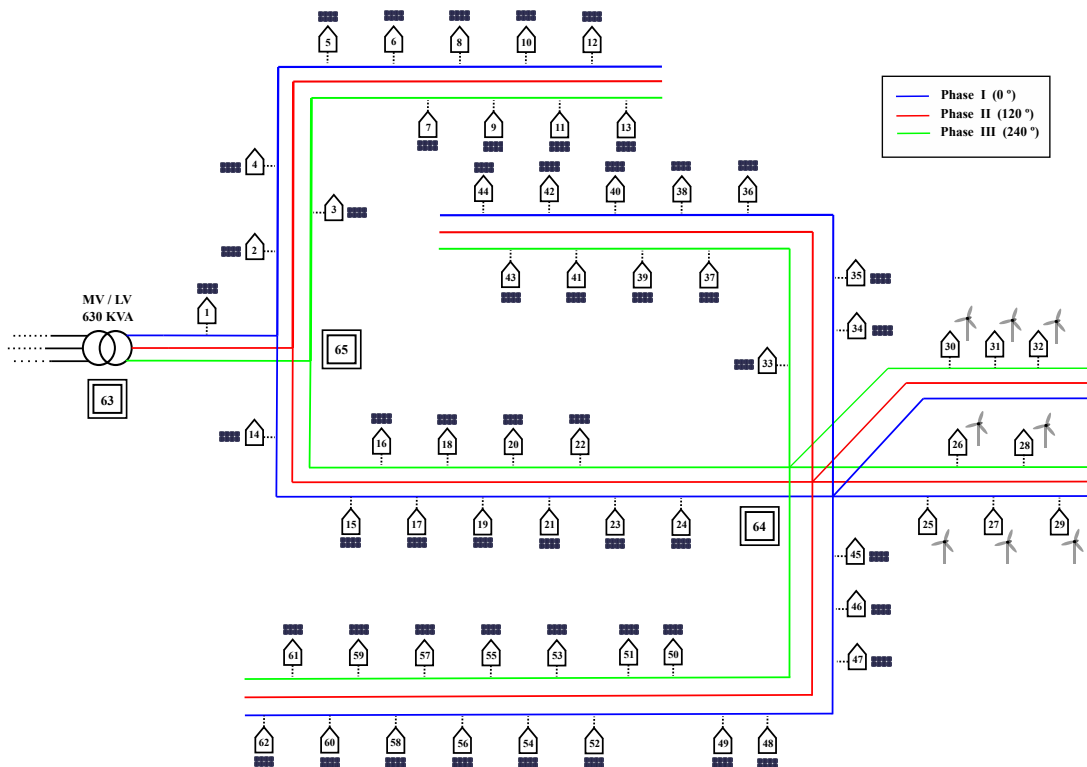 5 6 8 10 12
Phase I (0 °)
Phase II (120 °)
Phase III (240 °)
7 9 11 13
4
44 42 40 38 36
3
2
43 41 39 37
35
MV / LV
630 KVA
1
34
65
33
30 31 32
63
14
16 18 20 22
26 28
15 17 19 21 23 24
64
25 27 29
45
46
61 59 57 55 53 51 50
47
62 60 58 56 54 52 49 48